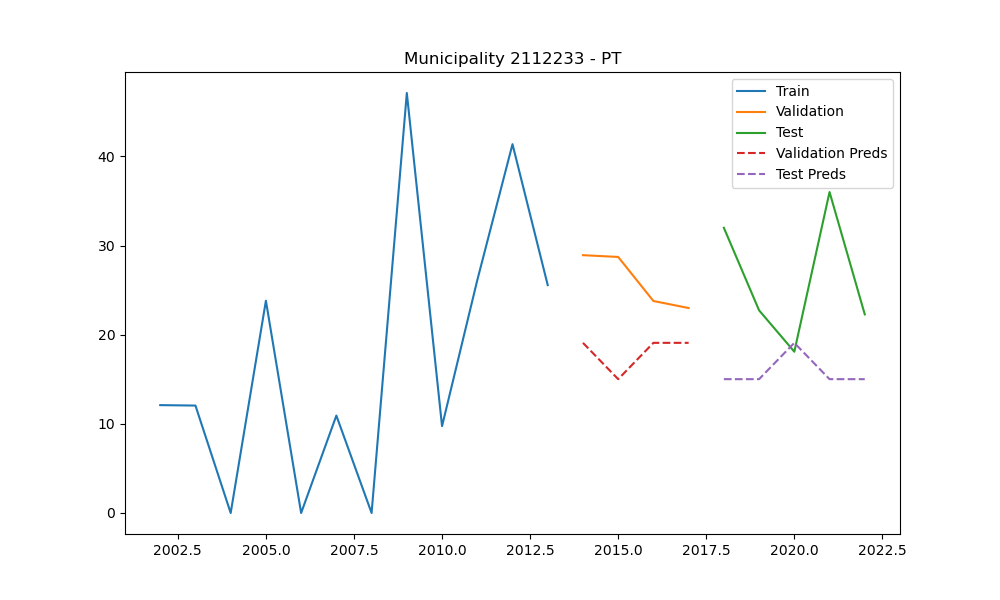 Municipality 2112233 - PT
Train
Validation
Test
Validation Preds
Test Preds
40
30
20
10
0
2002.5 2005.0 2007.5 2010.0 2012.5 2015.0 2017.5 2020.0 2022.5